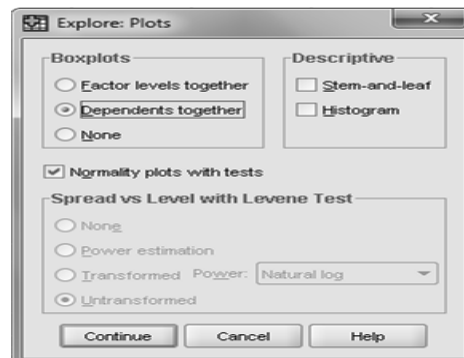 Explore: Plots
Boxplots
Factor levels together
Dependents together
None
Descriptive
Stem-and-leaf
Histogram
Normality plots with tests
Spread vs Level with Levene Test
None
Power estimation
Transformed Power: Natural log
Untransformed
Continue Cancel Help